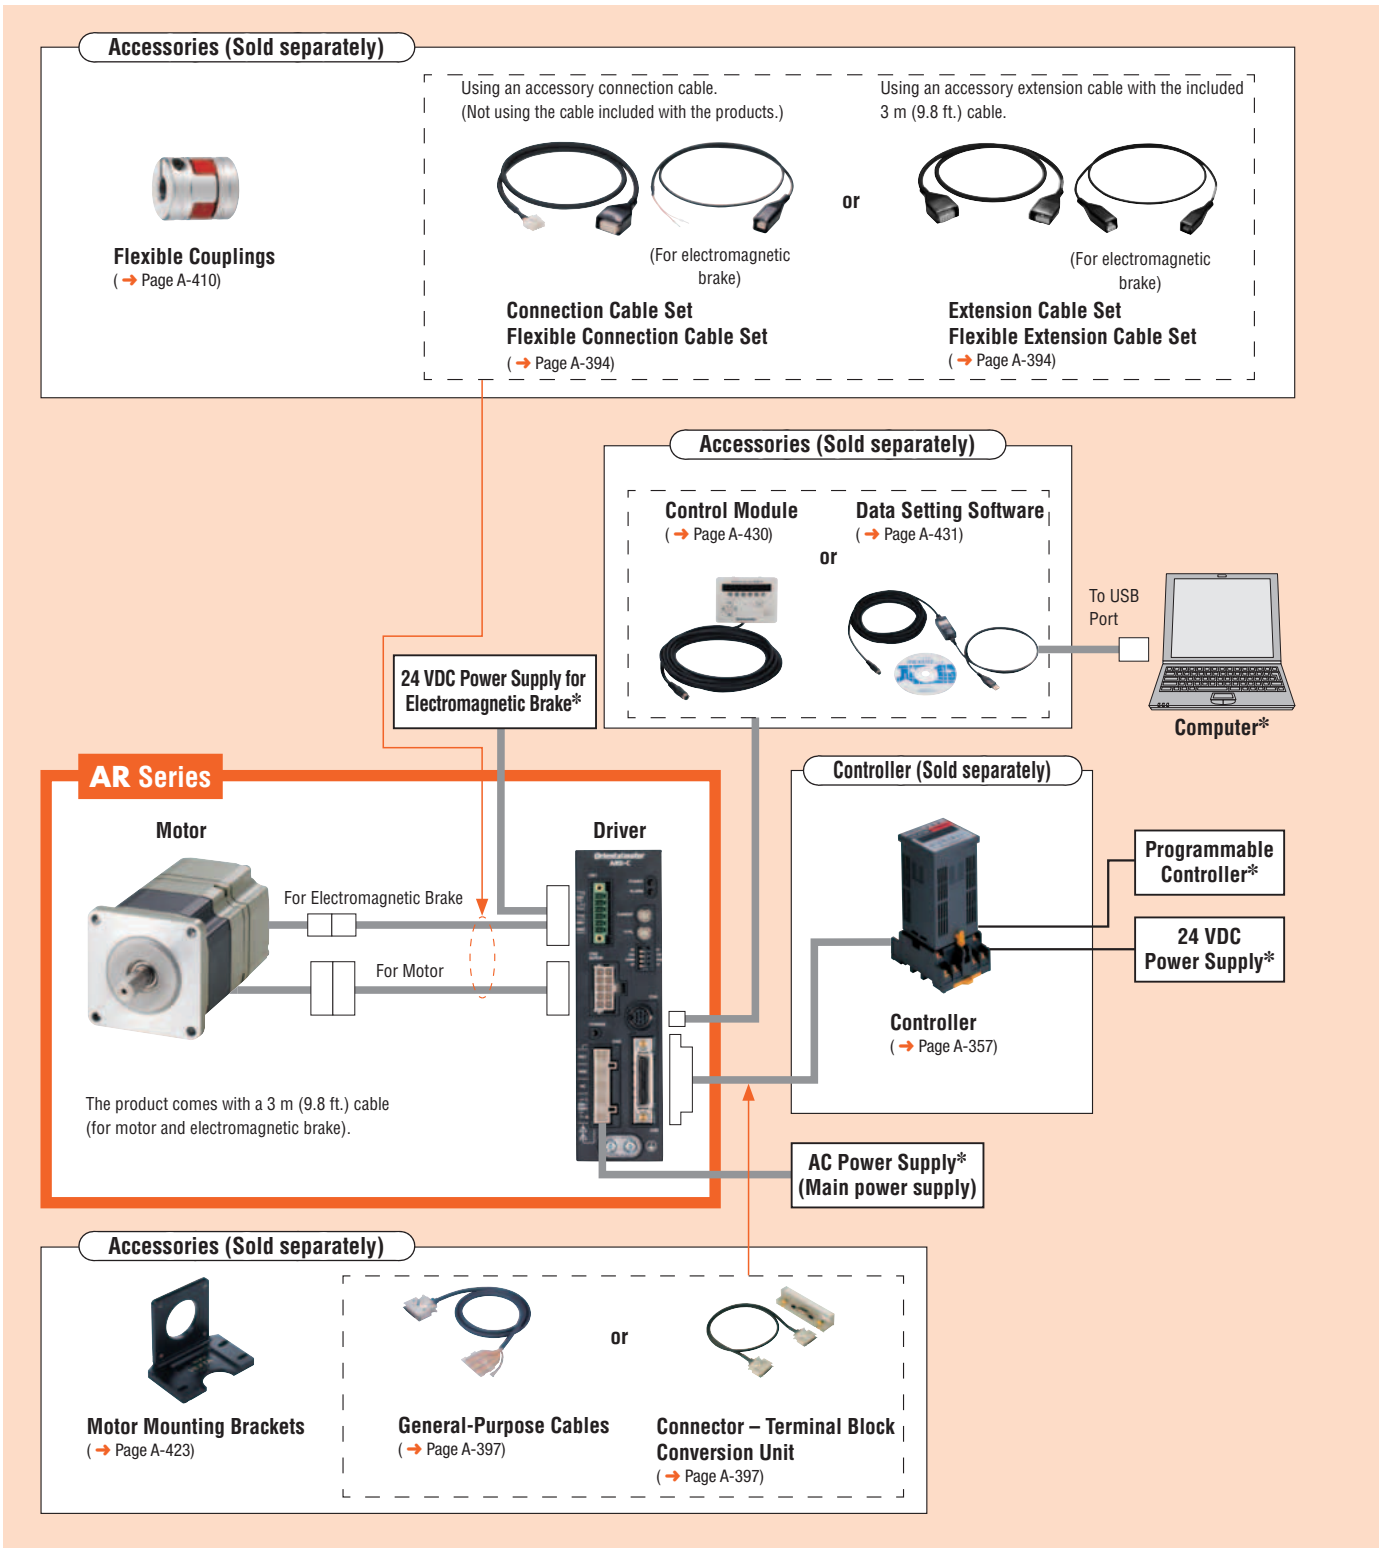 Accessories (Sold separately)
Using an accessory connection cable.
(Not using the cable included with the products.)
Using an accessory extension cable with the included
3 m (9.8 ft.) cable.
or
Flexible Couplings
( ➜ Page A-410)
(For electromagnetic
brake)
(For electromagnetic
brake)
Connection Cable Set
Flexible Connection Cable Set
( ➜ Page A-394)
Extension Cable Set
Flexible Extension Cable Set
( ➜ Page A-394)
Accessories (Sold separately)
Control Module
( ➜ Page A-430)
or
Data Setting Software
( ➜ Page A-431)
To USB
Port
Computer*
24 VDC Power Supply for
Electromagnetic Brake*
AR Series
Motor
Driver
For Electromagnetic Brake
For Motor
Orientalmotor
ARD-C
The product comes with a 3 m (9.8 ft.) cable
(for motor and electromagnetic brake).
Controller (Sold separately)
Programmable
Controller*
24 VDC
Power Supply*
Controller
( ➜ Page A-357)
AC Power Supply*
(Main power supply)
Accessories (Sold separately)
Motor Mounting Brackets
( ➜ Page A-423)
General-Purpose Cables
( ➜ Page A-397)
or
Connector – Terminal Block
Conversion Unit
( ➜ Page A-397)